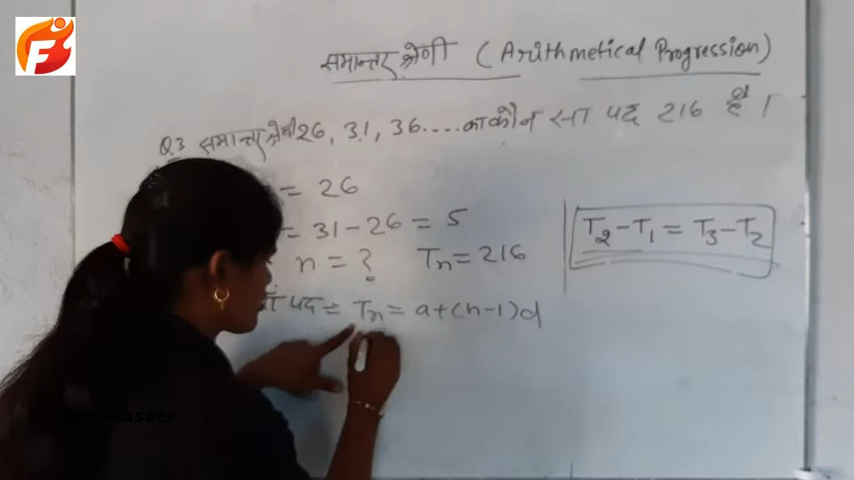 समान्तर श्रेणी (Arithmetical Progression)
Q.3 समान्तर श्रेणी 26, 31, 36....का कौन सा पद 216 है।
= 26
= 31-26 = 5
n = ? Tn = 216
T2-T1 = T3-T2
पद = Tn = a+(n-1)d